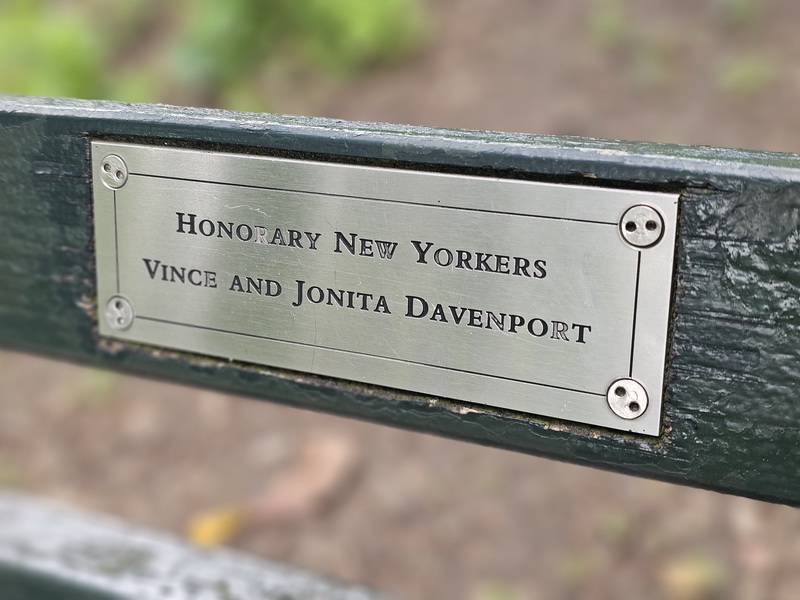 Honorary New Yorkers
Vince and Jonita Davenport